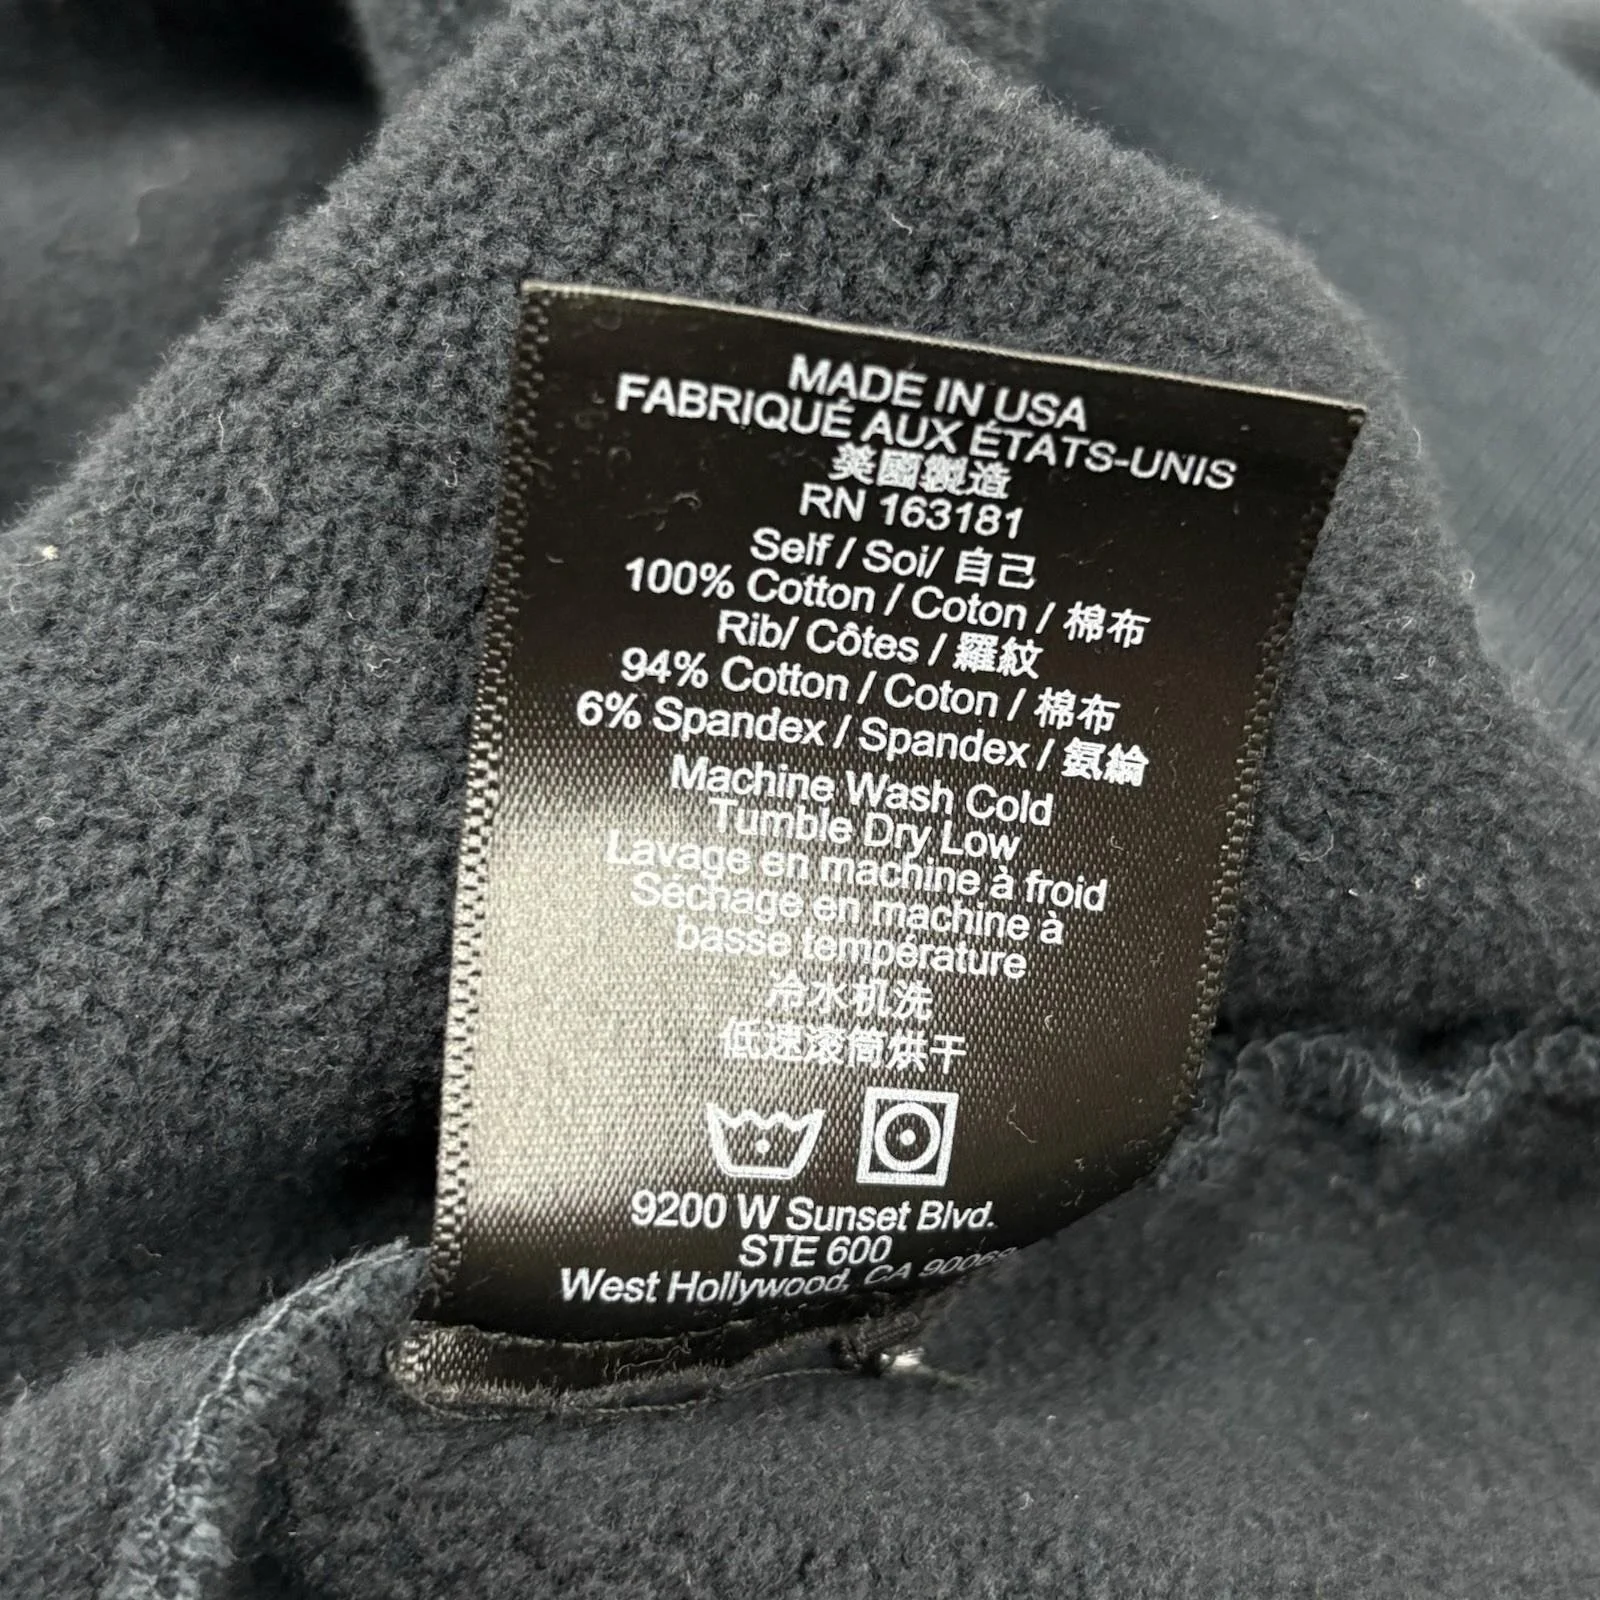 MADE IN USA
FABRIQUÉ AUX ÉTATS-UNIS
美國製造
RN 163181
Self / Soi/ 自己
100% Cotton / Coton / 棉布
Rib/ Côtes / 羅紋
94% Cotton / Coton / 棉布
6% Spandex / Spandex / 氨綸
Machine Wash Cold
Tumble Dry Low
Lavage en machine à froid
Séchage en machine à
basse température
冷水机洗
低速滚筒烘干
9200 W Sunset Blvd.
STE 600
West Hollywood, CA 90069